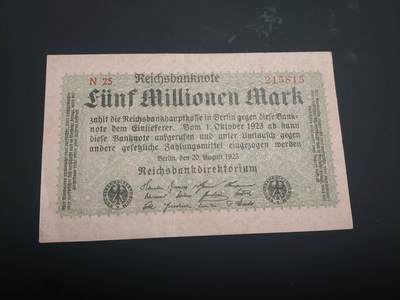 N 25 Reichsbanknote 215815
Fünf Millionen Mark
zahlt die Reichsbankhauptkasse in Berlin gegen diese Bank-
note dem Einlieferer. Vom 1. Oktober 1923 ab kann
diese Banknote aufgerufen und unter Umtausch gegen
andere gesetzliche Zahlungsmittel eingezogen werden
Berlin, den 20. August 1923
Reichsbankdirektorium